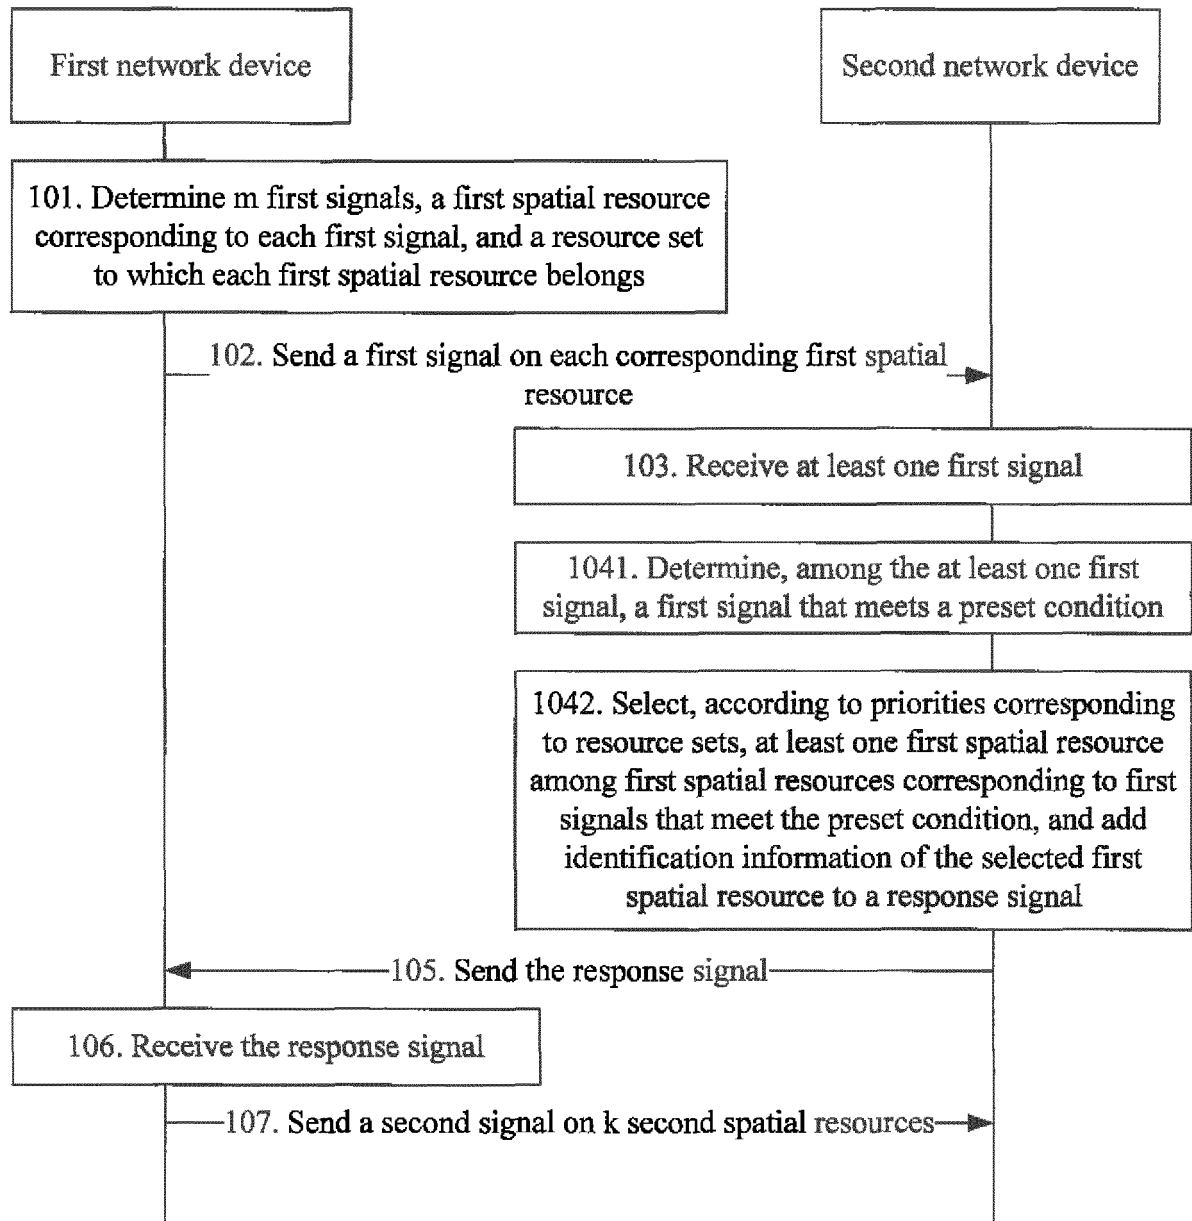 First network device
Second network device
101. Determine m first signals, a first spatial resource
corresponding to each first signal, and a resource set
to which each first spatial resource belongs
102. Send a first signal on each corresponding first spatial
resource
103. Receive at least one first signal
1041. Determine, among the at least one first
signal, a first signal that meets a preset condition
1042. Select, according to priorities corresponding
to resource sets, at least one first spatial resource
among first spatial resources corresponding to first
signals that meet the preset condition, and add
identification information of the selected first
spatial resource to a response signal
105. Send the response signal
106. Receive the response signal
107. Send a second signal on k second spatial resources